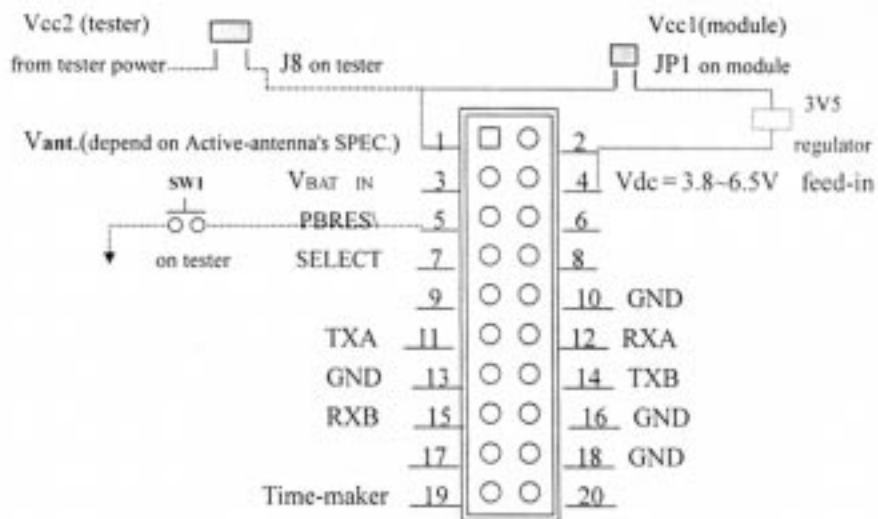 Vcc2 (tester)
Vcc1(module)
from tester power
J8 on tester
JP1 on module
3V5
regulator
Vant.(depend on Active-antenna's SPEC.) 1 2
SW1
VBAT IN 3 4 Vdc = 3.8~6.5V feed-in
PBRES\ 5 6
on tester
SELECT 7 8
9 10 GND
TXA 11 12 RXA
GND 13 14 TXB
RXB 15 16 GND
17 18 GND
Time-maker 19 20